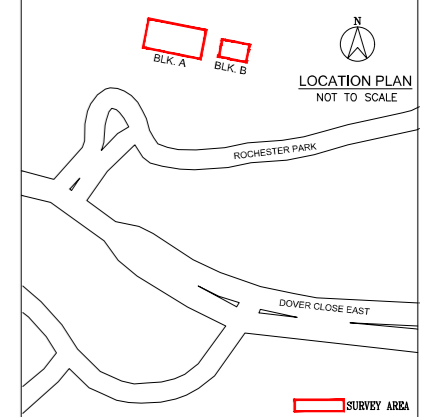 N
BLK. A
BLK. B
LOCATION PLAN
NOT TO SCALE
ROCHESTER PARK
DOVER CLOSE EAST
SURVEY AREA